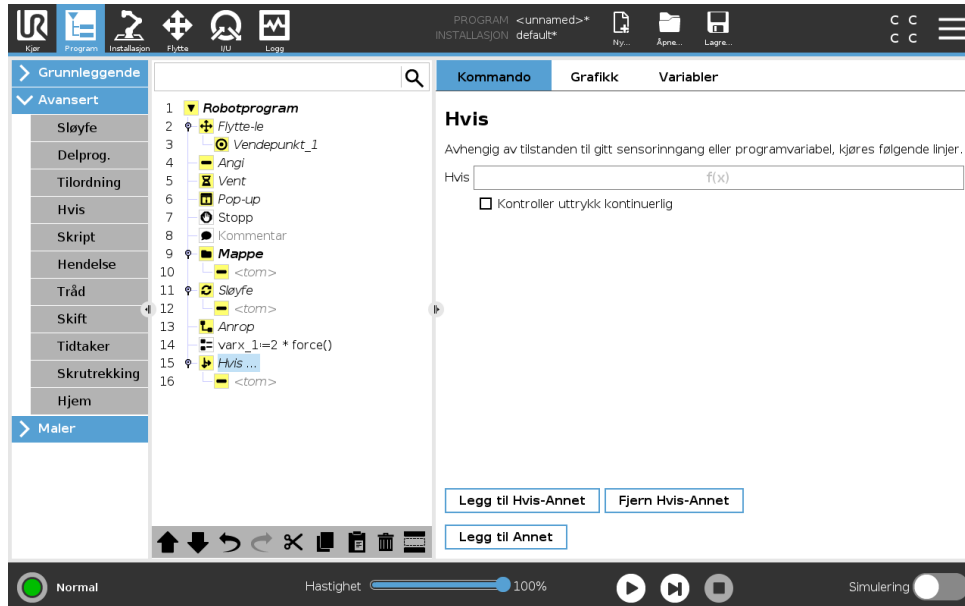 PROGRAM <unnamed>*
INSTALLASJON default*
UR
Kjør
Program
Installasjon
Flytte
I/U
Logg
Ny...
Åpne...
Lagre...
C C
C C
Grunnleggende
Avansert
Sløyfe
Delprog.
Tilordning
Hvis
Skript
Hendelse
Tråd
Skift
Tidtaker
Skrutrekking
Hjem
Maler
1 Robotprogram
2 Flytte-le
3 Vendepunkt_1
4 Angi
5 Vent
6 Pop-up
7 Stopp
8 Kommentar
9 Mappe
10 <tom>
11 Sløyfe
12 <tom>
13 Anrop
14 varx_1:=2 * force()
15 Hvis ...
16 <tom>
Kommando Grafikk Variabler
Hvis
Avhengig av tilstanden til gitt sensorinngang eller programvariabel, kjøres følgende linjer.
Hvis f(x)
Kontroller uttrykk kontinuerlig
Legg til Hvis-Annet Fjern Hvis-Annet
Legg til Annet
Normal
Hastighet 100%
Simulering